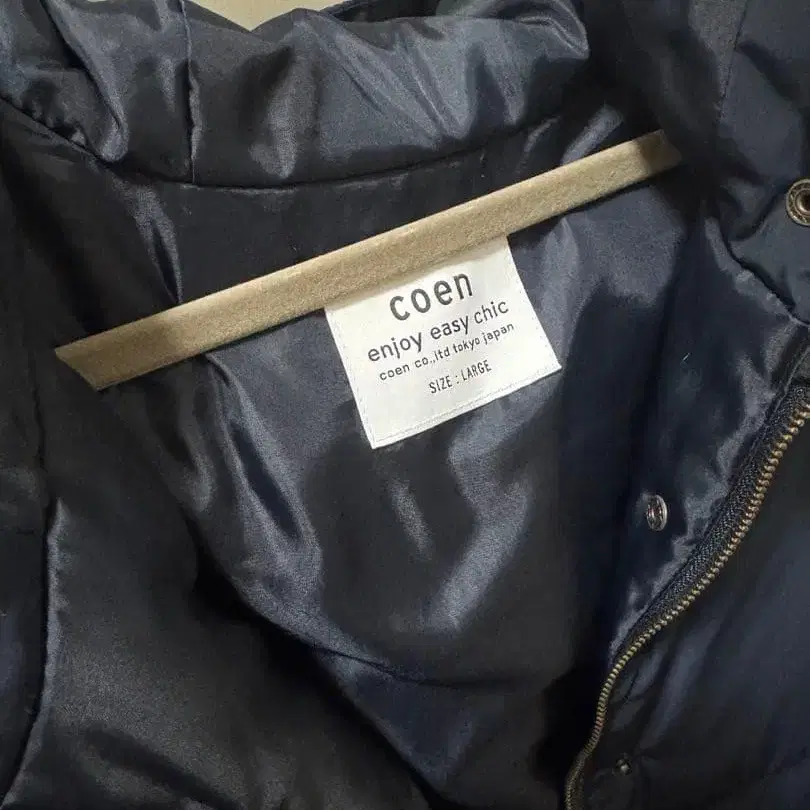 coen
enjoy easy chic
coen co.,ltd tokyo japan
SIZE : LARGE